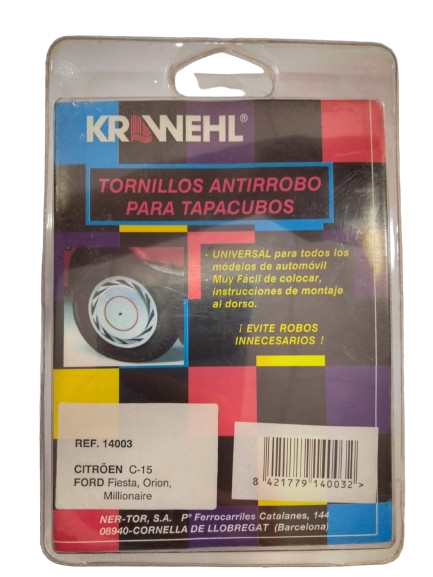 KRAWEHL®
TORNILLOS ANTIRROBO
PARA TAPACUBOS
- UNIVERSAL para todos los
módelos de automóvil
- Muy Fácil de colocar,
instrucciones de montaje
al dorso.
¡ EVITE ROBOS
INNECESARIOS !
REF. 14003
CITRÖEN C-15
FORD Fiesta, Orion,
Millionaire
8 421779 140032 >
NER-TOR, S.A. Pº Ferrocarriles Catalanes, 144
08940-CORNELLA DE LLOBREGAT (Barcelona)